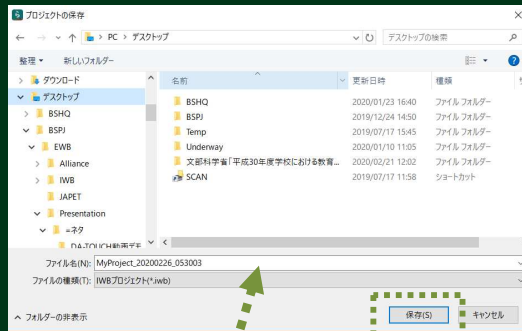 プロジェクトの保存
PC > デスクトップ
デスクトップの検索
整理 新しいフォルダー
名前 更新日時 種類
ダウンロード
デスクトップ
BSHQ
BSPJ
EWB
Alliance
IWB
JAPET
Presentation
=ネタ
DA-TOUCH動画デモ
BSHQ 2020/01/23 16:40 ファイル フォルダー
BSPJ 2019/12/24 14:50 ファイル フォルダー
Temp 2019/07/17 15:45 ファイル フォルダー
Underway 2020/01/10 11:05 ファイル フォルダー
文部科学省「平成30年度学校における教育... 2020/02/21 12:02 ファイル フォルダー
SCAN 2019/07/17 11:58 ショートカット
ファイル名(N): MyProject_20200226_053003
ファイルの種類(T): IWBプロジェクト(*.iwb)
フォルダーの非表示 保存(S) キャンセル